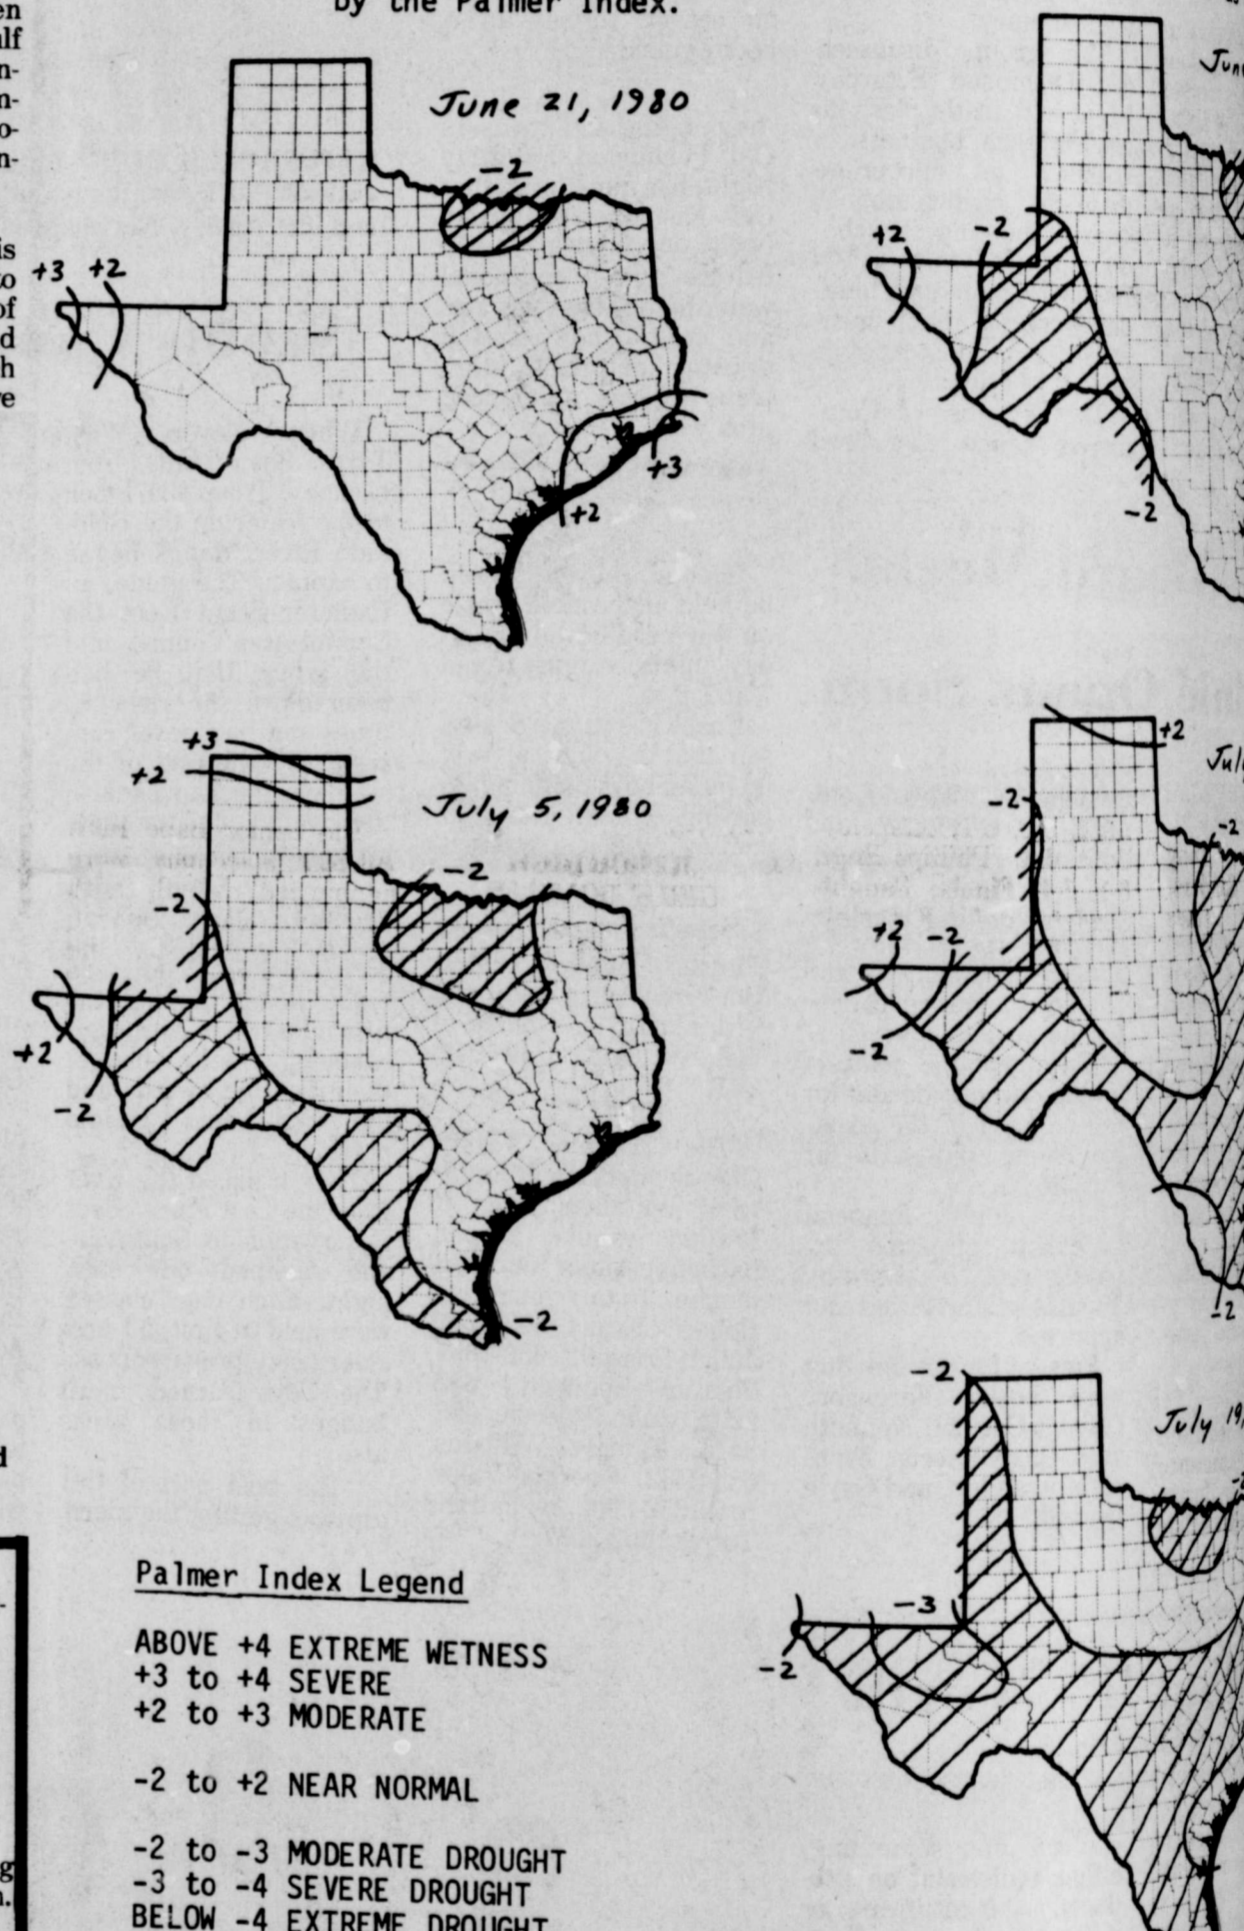 by the Palmer Index.
June 21, 1980
-2
+3 +2
+3
+2
+2
-2
-2
+3
+2
July 5, 1980
-2
-2
+2
-2
-2
+2
-2
-2
+2 -2
-2
-2
-2
July 19,
-3
-2
Palmer Index Legend
ABOVE +4 EXTREME WETNESS
+3 to +4 SEVERE
+2 to +3 MODERATE
-2 to +2 NEAR NORMAL
-2 to -3 MODERATE DROUGHT
-3 to -4 SEVERE DROUGHT
BELOW -4 EXTREME DROUGHT